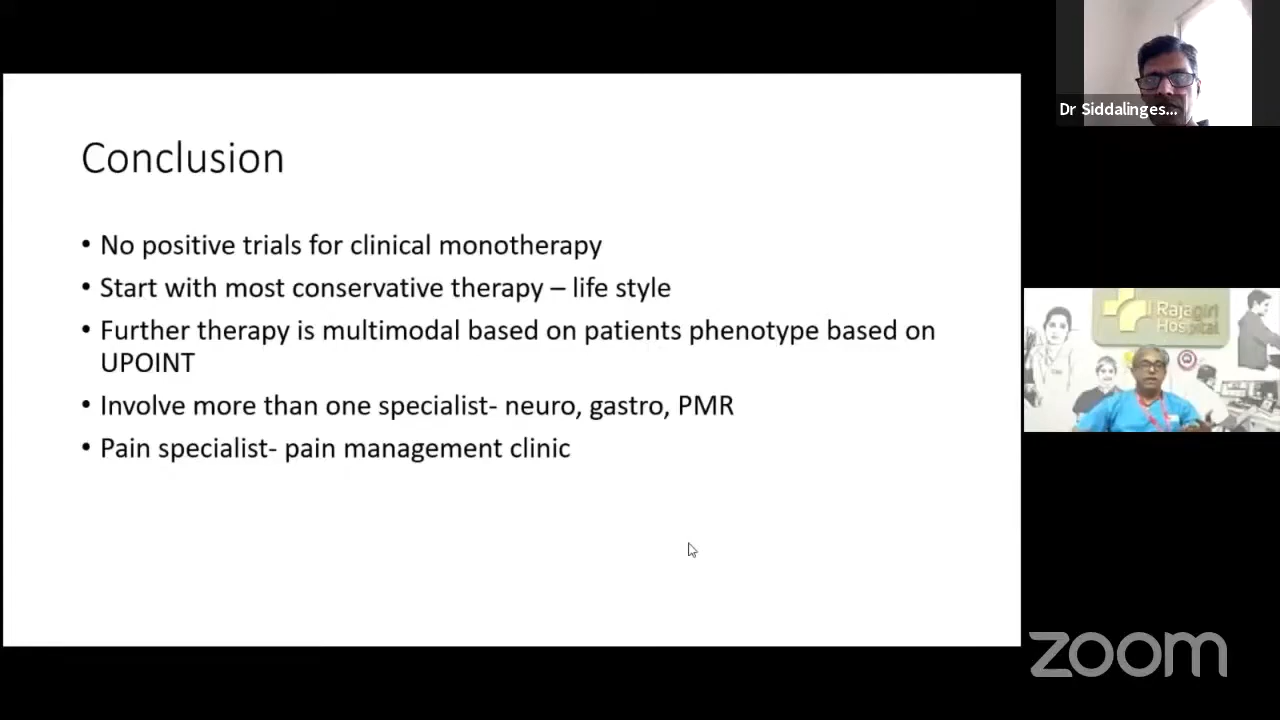 Dr Siddalinges...
Conclusion
• No positive trials for clinical monotherapy
• Start with most conservative therapy – life style
• Further therapy is multimodal based on patients phenotype based on
UPOINT
• Involve more than one specialist- neuro, gastro, PMR
• Pain specialist- pain management clinic
Rajagiri
Hospital
zoom